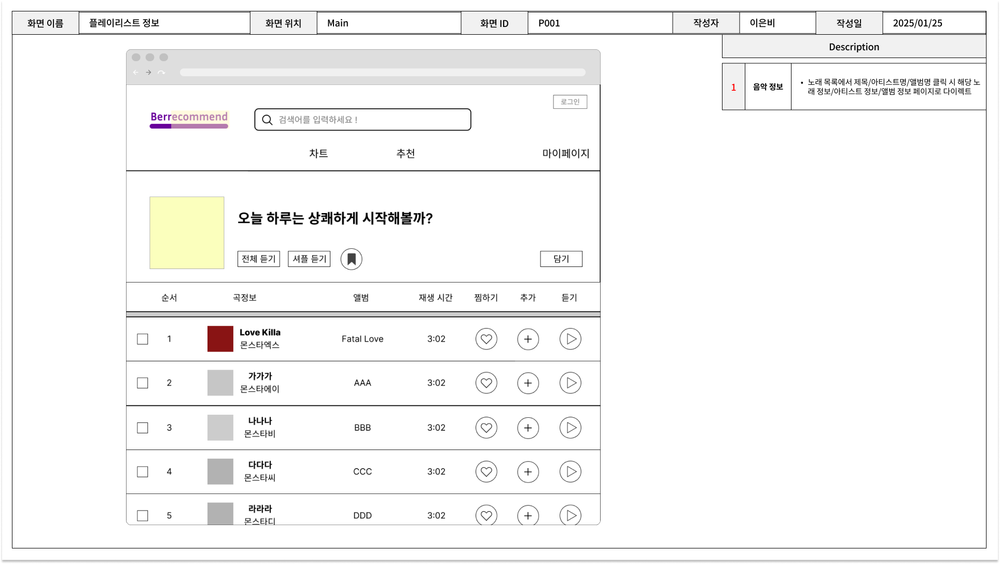 화면 이름 플레이리스트 정보 화면 위치 Main 화면 ID P001 작성자 이은비 작성일 2025/01/25
Description
1 음악 정보
• 노래 목록에서 제목/아티스트명/앨범명 클릭 시 해당 노
래 정보/아티스트 정보/앨범 정보 페이지로 다이렉트
로그인
Berrecommend
검색어를 입력하세요 !
차트 추천 마이페이지
오늘 하루는 상쾌하게 시작해볼까?
전체 듣기 셔플 듣기 담기
순서 곡정보 앨범 재생 시간 찜하기 추가 듣기
1 Love Killa Fatal Love 3:02
몬스타엑스
2 가가가 AAA 3:02
몬스타에이
3 나나나 BBB 3:02
몬스타비
4 다다다 CCC 3:02
몬스타씨
5 라라라 DDD 3:02
몬스타디